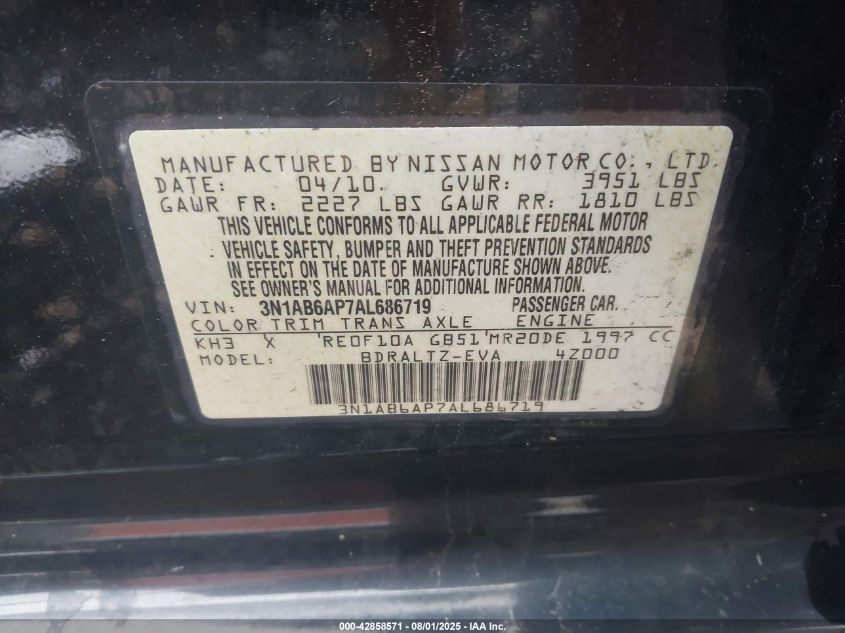 MANUFACTURED BY NISSAN MOTOR CO., LTD.
DATE: 04/10. GVWR: 3951 LBS
GAWR FR: 2227 LBS GAWR RR: 1810 LBS
THIS VEHICLE CONFORMS TO ALL APPLICABLE FEDERAL MOTOR
VEHICLE SAFETY, BUMPER AND THEFT PREVENTION STANDARDS
IN EFFECT ON THE DATE OF MANUFACTURE SHOWN ABOVE.
SEE OWNER'S MANUAL FOR ADDITIONAL INFORMATION.
VIN: 3N1AB6AP7AL686719 PASSENGER CAR.
COLOR TRIM TRANS AXLE ENGINE
KH3 X RE0F10A GB51 MR20DE 1997 CC
MODEL: BDRALTZ-EVA 4Z000
3N1AB6AP7AL686719
000-42858571 - 08/01/2025 - IAA Inc.